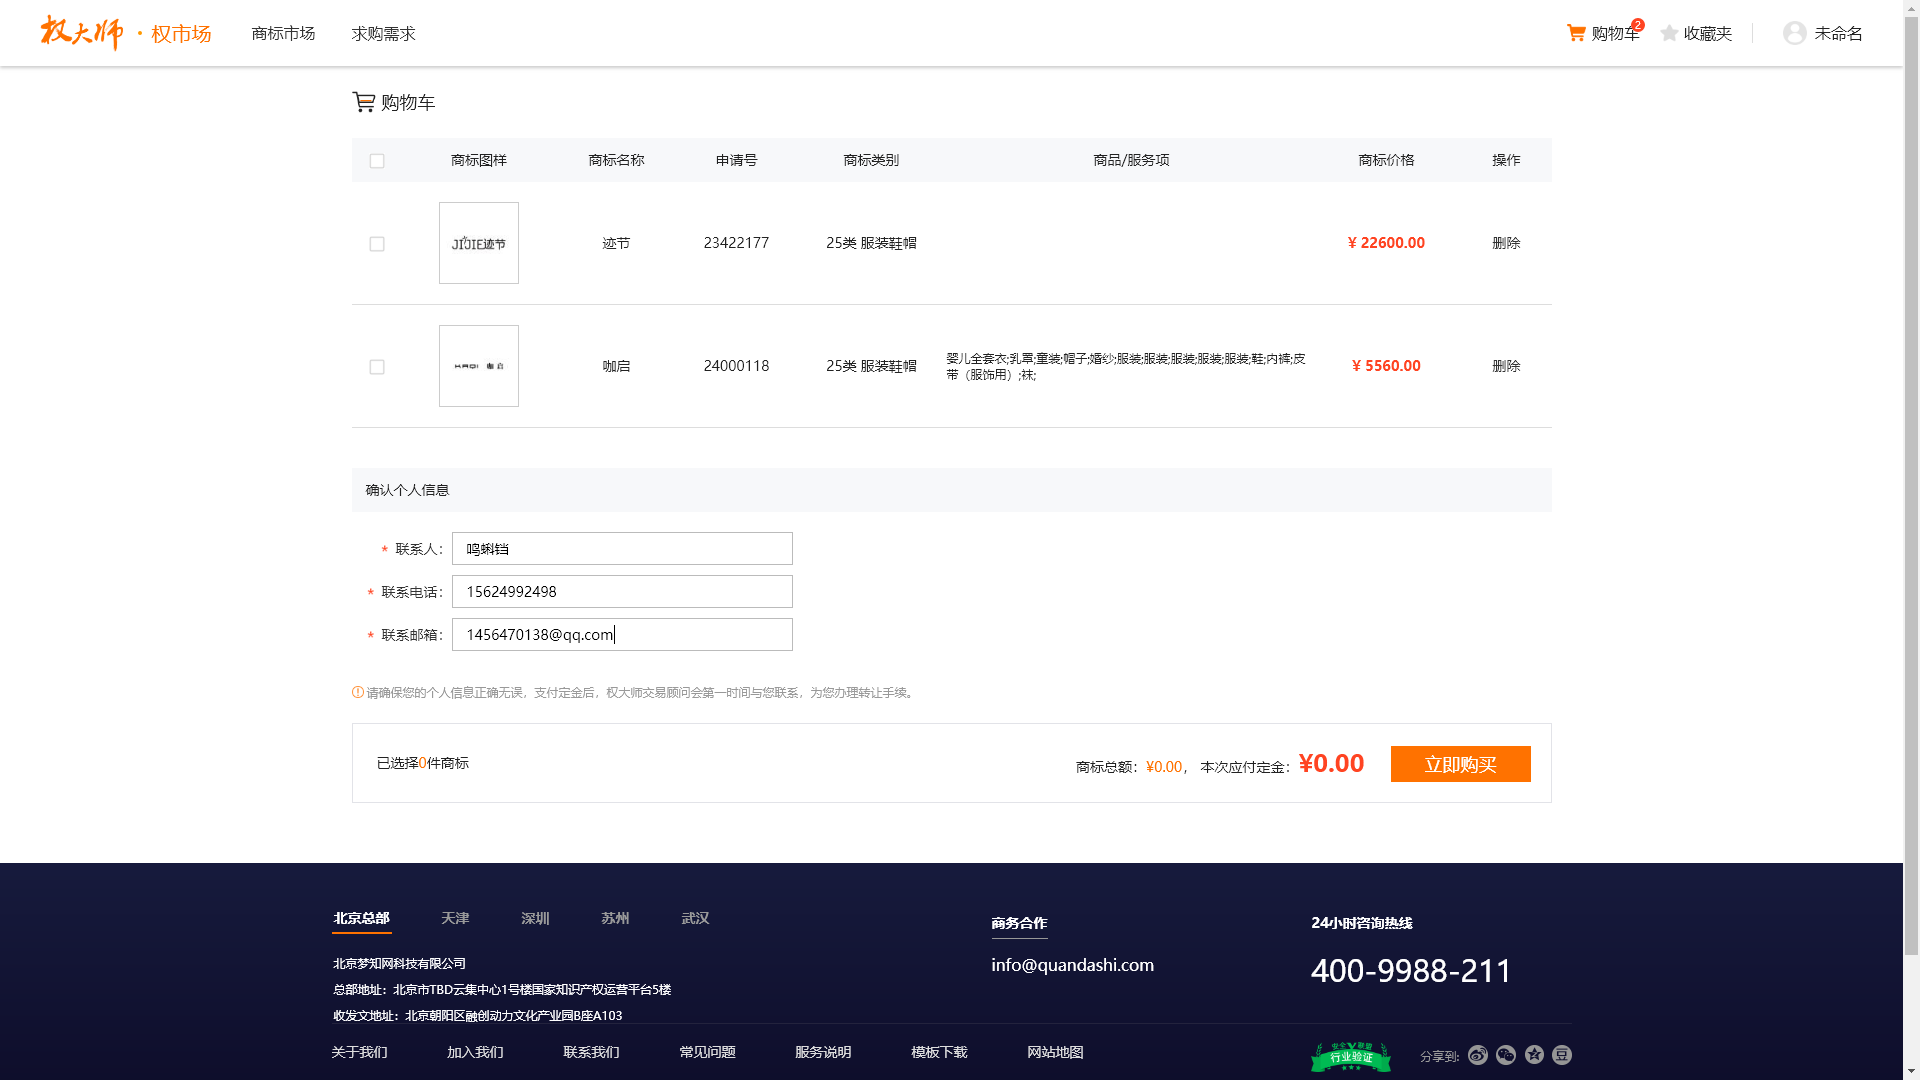 权大师 · 权市场 商标市场 求购需求 购物车 2 收藏夹 未命名
购物车
商标图样 商标名称 申请号 商标类别 商品/服务项 商标价格 操作
JIJIE迹节 迹节 23422177 25类 服装鞋帽 ¥ 22600.00 删除
KAQI 咖启 咖启 24000118 25类 服装鞋帽 婴儿全套衣;乳罩;童装;帽子;婚纱;服装;服装;服装;服装;服装;鞋;内裤;皮
带（服饰用）;袜; ¥ 5560.00 删除
确认个人信息
* 联系人： 鸣蝌铛
* 联系电话： 15624992498
* 联系邮箱： 1456470138@qq.com
请确保您的个人信息正确无误，支付定金后，权大师交易顾问会第一时间与您联系，为您办理转让手续。
已选择0件商标 商标总额：¥0.00， 本次应付定金：¥0.00 立即购买
北京总部 天津 深圳 苏州 武汉
商务合作
24小时咨询热线
北京梦知网科技有限公司
info@quandashi.com
400-9988-211
总部地址：北京市TBD云集中心1号楼国家知识产权运营平台5楼
收发文地址：北京朝阳区融创动力文化产业园B座A103
关于我们 加入我们 联系我们 常见问题 服务说明 模板下载 网站地图
安全V联盟
行业验证
分享到: 豆